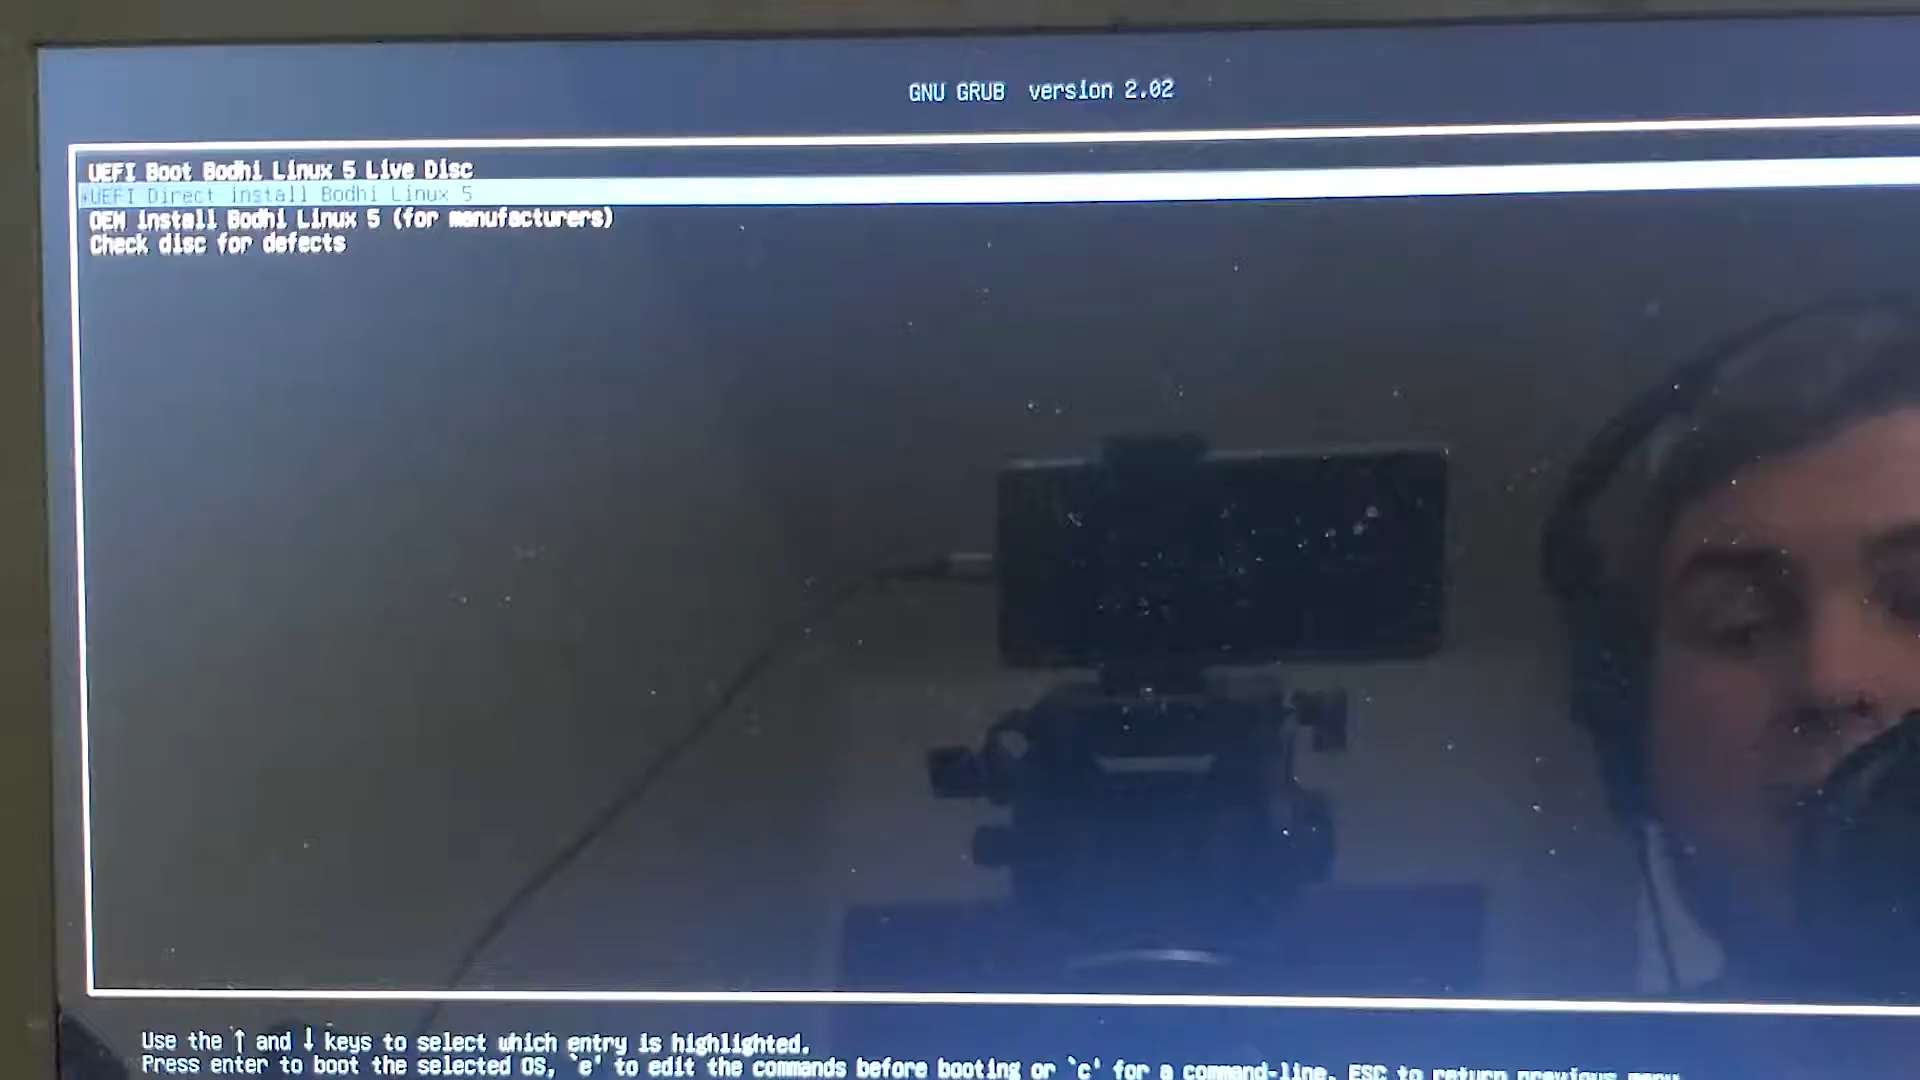 GNU GRUB version 2.02
UEFI Boot Bodhi Linux 5 Live Disc
*UEFI Direct install Bodhi Linux 5
OEM install Bodhi Linux 5 (for manufacturers)
Check disc for defects
Use the ↑ and ↓ keys to select which entry is highlighted.
Press enter to boot the selected OS, `e' to edit the commands before booting or `c' for a command-line. ESC to return previous menu.